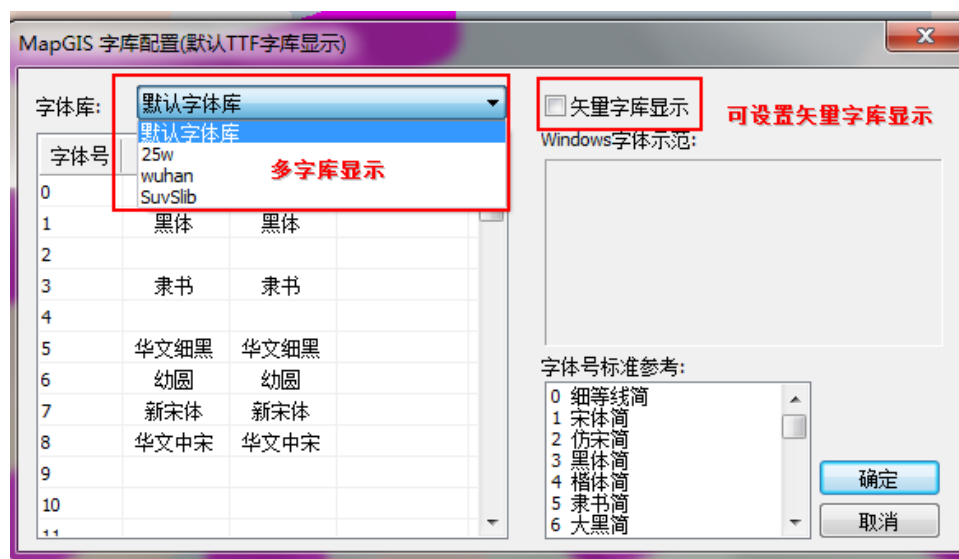 MapGIS 字库配置(默认TTF字库显示)
字体库: 默认字体库
默认字体库
25w
wuhan
SuvSlib
多字库显示
矢量字库显示
可设置矢量字库显示
Windows字体示范:
字体号
0
1 黑体 黑体
2
3 隶书 隶书
4
5 华文细黑 华文细黑
6 幼圆 幼圆
7 新宋体 新宋体
8 华文中宋 华文中宋
9
10
11
字体号标准参考:
0 细等线简
1 宋体简
2 仿宋简
3 黑体简
4 楷体简
5 隶书简
6 大黑简
确定
取消